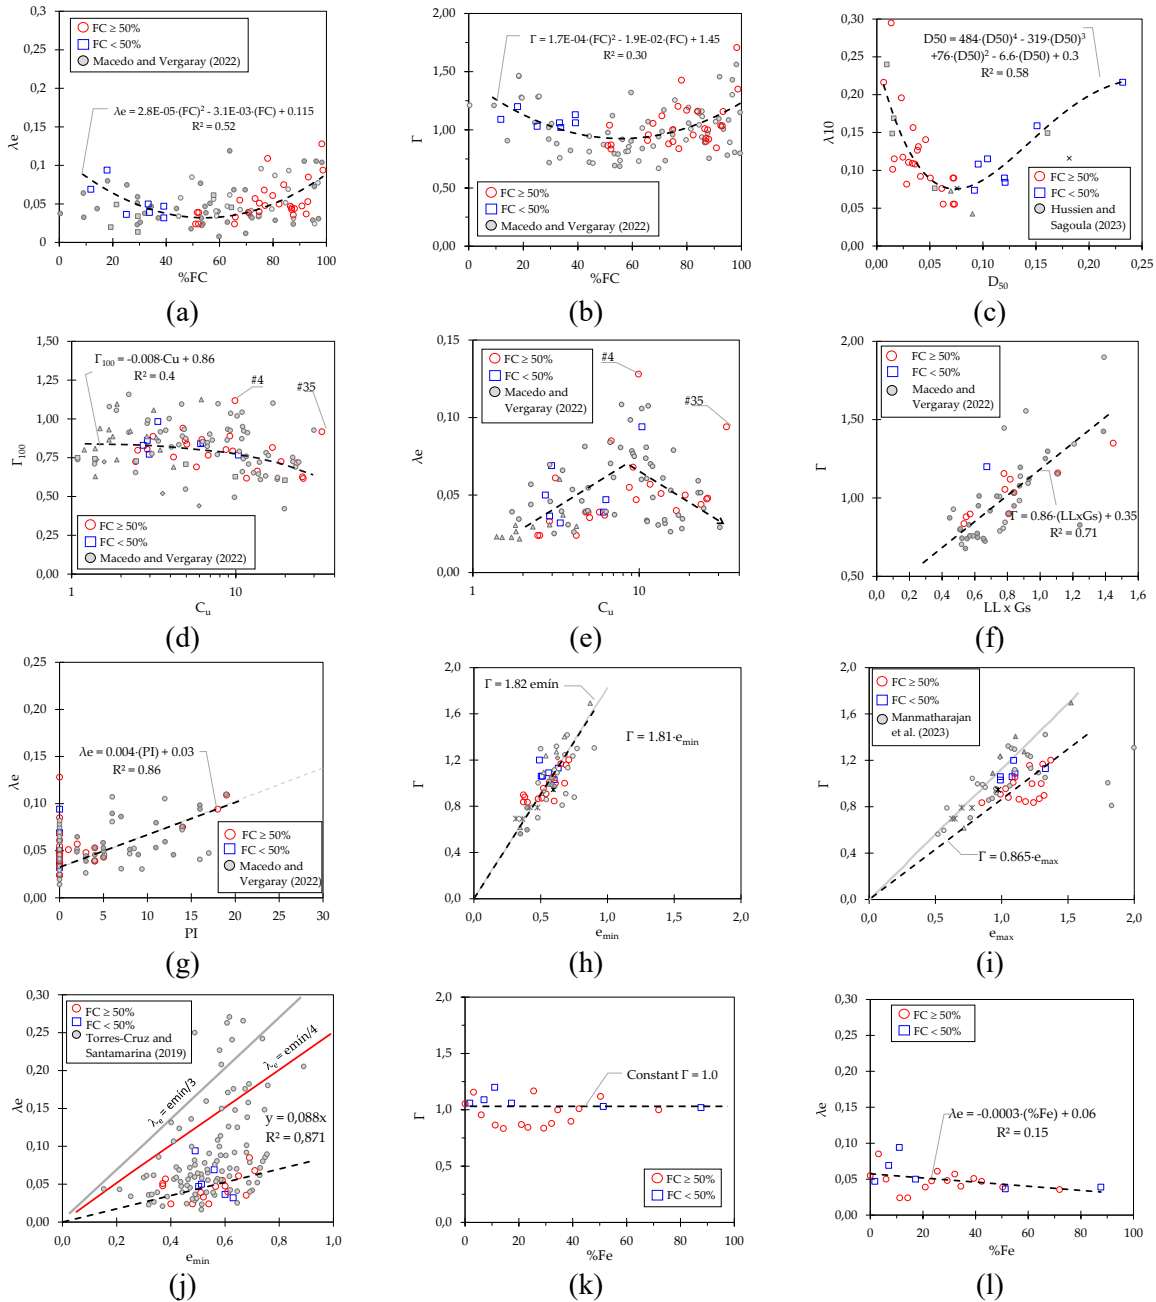 0,3
0,25
0,2
0,15
0,1
0,05
0
λe
FC ≥ 50%
FC < 50%
Macedo and Vergaray (2022)
λe = 2.8E-05·(FC)² - 3.1E-03·(FC) + 0.115
R² = 0.52
0 20 40 60 80 100
%FC
(a)
2,00
1,50
1,00
0,50
0,00
Γ
Γ = 1.7E-04·(FC)² - 1.9E-02·(FC) + 1.45
R² = 0.30
FC ≥ 50%
FC < 50%
Macedo and Vergaray (2022)
0 20 40 60 80 100
%FC
(b)
0,30
0,25
0,20
0,15
0,10
0,05
0,00
λ10
D50 = 484·(D50)⁴ - 319·(D50)³
+76·(D50)² - 6.6·(D50) + 0.3
R² = 0.58
FC ≥ 50%
FC < 50%
Hussien and
Sagoula (2023)
0,00 0,05 0,10 0,15 0,20 0,25
D₅₀
(c)
1,50
1,25
1,00
0,75
0,50
0,25
0,00
Γ₁₀₀
Γ₁₀₀ = -0.008·Cu + 0.86
R² = 0.4
#4
#35
FC ≥ 50%
FC < 50%
Macedo and Vergaray (2022)
1 10
Cᵤ
(d)
0,15
0,10
0,05
0,00
λe
FC ≥ 50%
FC < 50%
Macedo and
Vergaray (2022)
#4
#35
1 10
Cᵤ
(e)
2,00
1,50
1,00
0,50
Γ
FC ≥ 50%
FC < 50%
Macedo and
Vergaray (2022)
Γ = 0.86·(LLxGs) + 0.35
R² = 0.71
0,0 0,2 0,4 0,6 0,8 1,0 1,2 1,4 1,6
LL x Gs
(f)
0,25
0,20
0,15
0,10
0,05
0,00
λe
λe = 0.004·(PI) + 0.03
R² = 0.86
FC ≥ 50%
FC < 50%
Macedo and
Vergaray (2022)
0 5 10 15 20 25 30
PI
(g)
2,0
1,6
1,2
0,8
0,4
0,0
Γ
Γ = 1.82 emín
Γ = 1.81·eₘᵢₙ
0,0 0,5 1,0 1,5 2,0
eₘᵢₙ
(h)
2,0
1,6
1,2
0,8
0,4
0,0
Γ
FC ≥ 50%
FC < 50%
Manmatharajan
et al. (2023)
Γ = 0.865·eₘₐₓ
0,0 0,5 1,0 1,5 2,0
eₘₐₓ
(i)
0,30
0,25
0,20
0,15
0,10
0,05
0,00
λe
FC ≥ 50%
FC < 50%
Torres-Cruz and
Santamarina (2019)
λₑ = emín/3
λₑ = emín/4
y = 0,088x
R² = 0,871
0,0 0,2 0,4 0,6 0,8 1,0
eₘᵢₙ
(j)
2,0
1,5
1,0
0,5
0,0
Γ
Constant Γ = 1.0
FC ≥ 50%
FC < 50%
0 20 40 60 80 100
%Fe
(k)
0,30
0,25
0,20
0,15
0,10
0,05
0,00
λe
FC ≥ 50%
FC < 50%
λe = -0.0003·(%Fe) + 0.06
R² = 0.15
0 20 40 60 80 100
%Fe
(l)